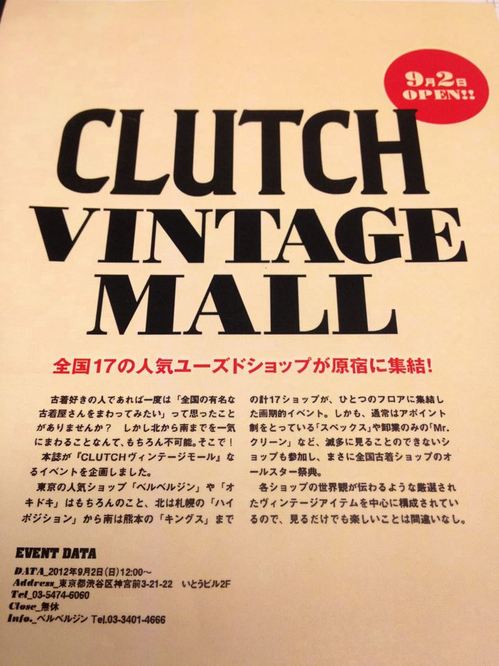 9月2日
OPEN!!
CLUTCH
VINTAGE
MALL
全国17の人気ユーズドショップが原宿に集結!
古着好きの人であれば一度は「全国の有名な
古着屋さんをまわってみたい」って思ったこと
がありませんか？　しかし北から南までを一気
にまわることなんて、もちろん不可能。そこで！
本誌が『CLUTCHヴィンテージモール』な
るイベントを企画しました。
東京の人気ショップ「ベルベルジン」や「オ
キドキ」はもちろんのこと、北は札幌の「ハイ
ポジション」から南は熊本の「キングス」まで
の計17ショップが、ひとつのフロアに集結し
た画期的イベント。しかも、通常はアポイント
制をとっている「スペックス」や卸業のみの「Mr.
クリーン」など、滅多に見ることのできないシ
ョップも参加し、まさに全国古着ショップのオ
ールスター祭典。
各ショップの世界観が伝わるような厳選され
たヴィンテージアイテムを中心に構成されてい
るので、見るだけでも楽しいことは間違いなし。
EVENT DATA
DATA_2012年9月2日(日)12:00～
Address_東京都渋谷区神宮前3-21-22　いとうビル2F
Tel_03-5474-6060
Close_無休
Info._ベルベルジン Tel.03-3401-4666